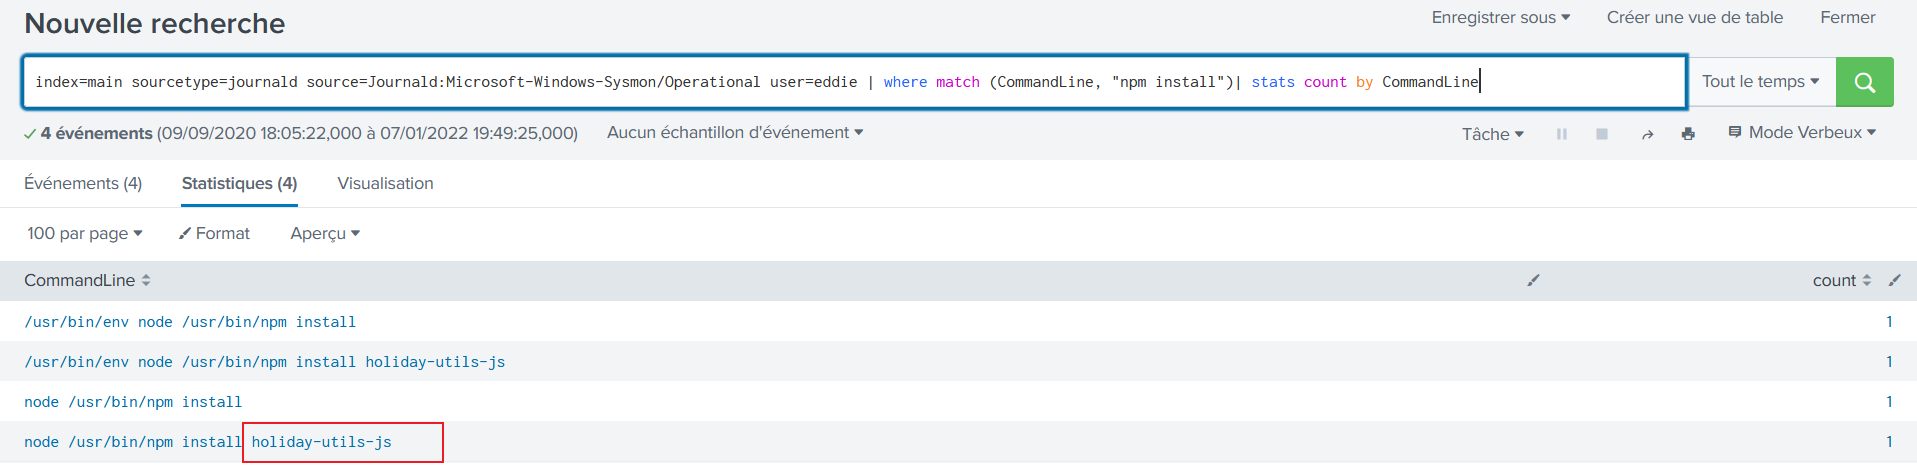 Nouvelle recherche
Enregistrer sous Créer une vue de table Fermer
index=main sourcetype=journald source=Journald:Microsoft-Windows-Sysmon/Operational user=eddie | where match (CommandLine, "npm install")| stats count by CommandLine
Tout le temps
4 événements (09/09/2020 18:05:22,000 à 07/01/2022 19:49:25,000) Aucun échantillon d'événement
Tâche Mode Verbeux
Événements (4) Statistiques (4) Visualisation
100 par page Format Aperçu
CommandLine count
/usr/bin/env node /usr/bin/npm install 1
/usr/bin/env node /usr/bin/npm install holiday-utils-js 1
node /usr/bin/npm install 1
node /usr/bin/npm install holiday-utils-js 1